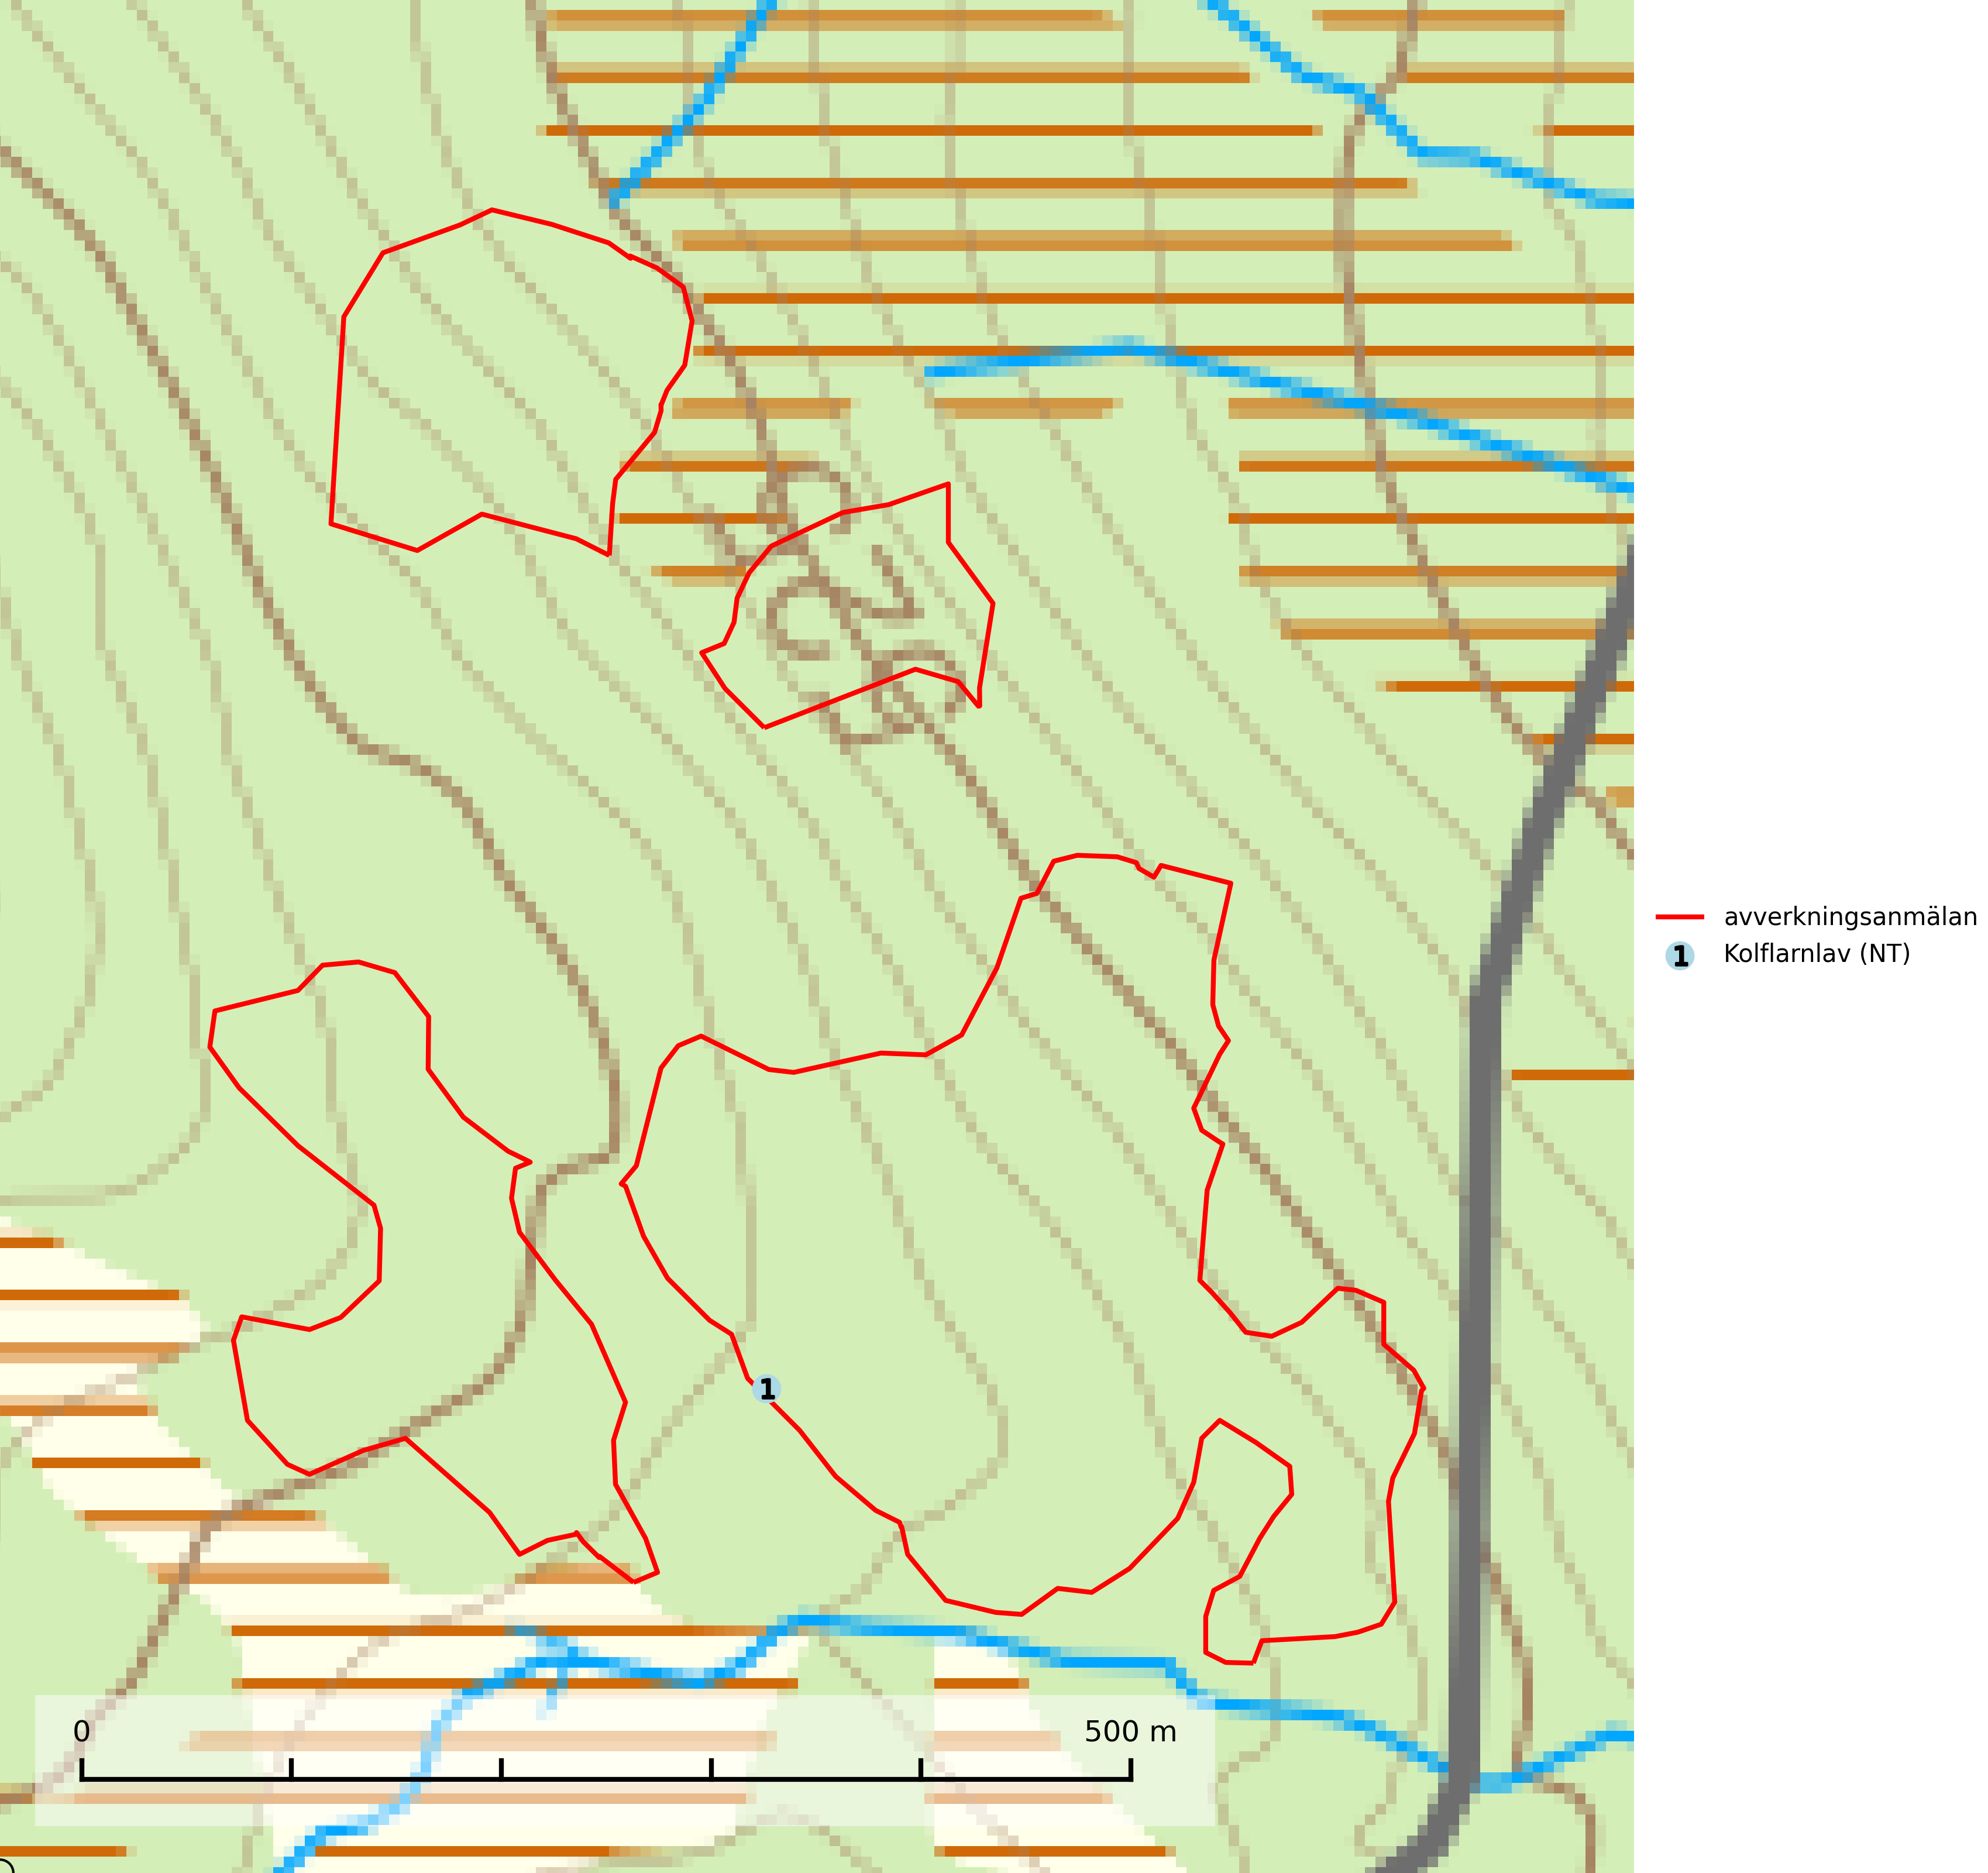 avverkningsanmälan
1 Kolflarnlav (NT)
1
0 500 m